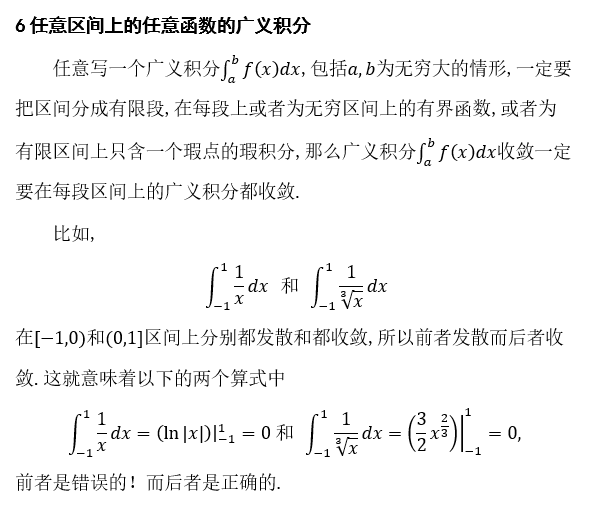 6 任意区间上的任意函数的广义积分
任意写一个广义积分∫_a^b f(x)dx, 包括a, b为无穷大的情形, 一定要
把区间分成有限段, 在每段上或者为无穷区间上的有界函数, 或者为
有限区间上只含一个瑕点的瑕积分, 那么广义积分∫_a^b f(x)dx收敛一定
要在每段区间上的广义积分都收敛.
比如,
∫_{-1}^{1} \frac{1}{x} dx 和 ∫_{-1}^{1} \frac{1}{\sqrt[3]{x}} dx
在[−1,0)和(0,1]区间上分别都发散和都收敛, 所以前者发散而后者收
敛. 这就意味着以下的两个算式中
∫_{-1}^{1} \frac{1}{x} dx = (ln|x|)|_{-1}^{1} = 0 和 ∫_{-1}^{1} \frac{1}{\sqrt[3]{x}} dx = (\frac{3}{2} x^{\frac{2}{3}})|_{-1}^{1} = 0,
前者是错误的！而后者是正确的.